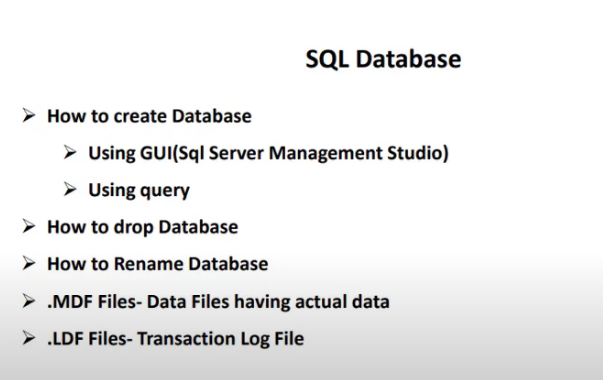 SQL Database
➢ How to create Database
➢ Using GUI(Sql Server Management Studio)
➢ Using query
➢ How to drop Database
➢ How to Rename Database
➢ .MDF Files- Data Files having actual data
➢ .LDF Files- Transaction Log File